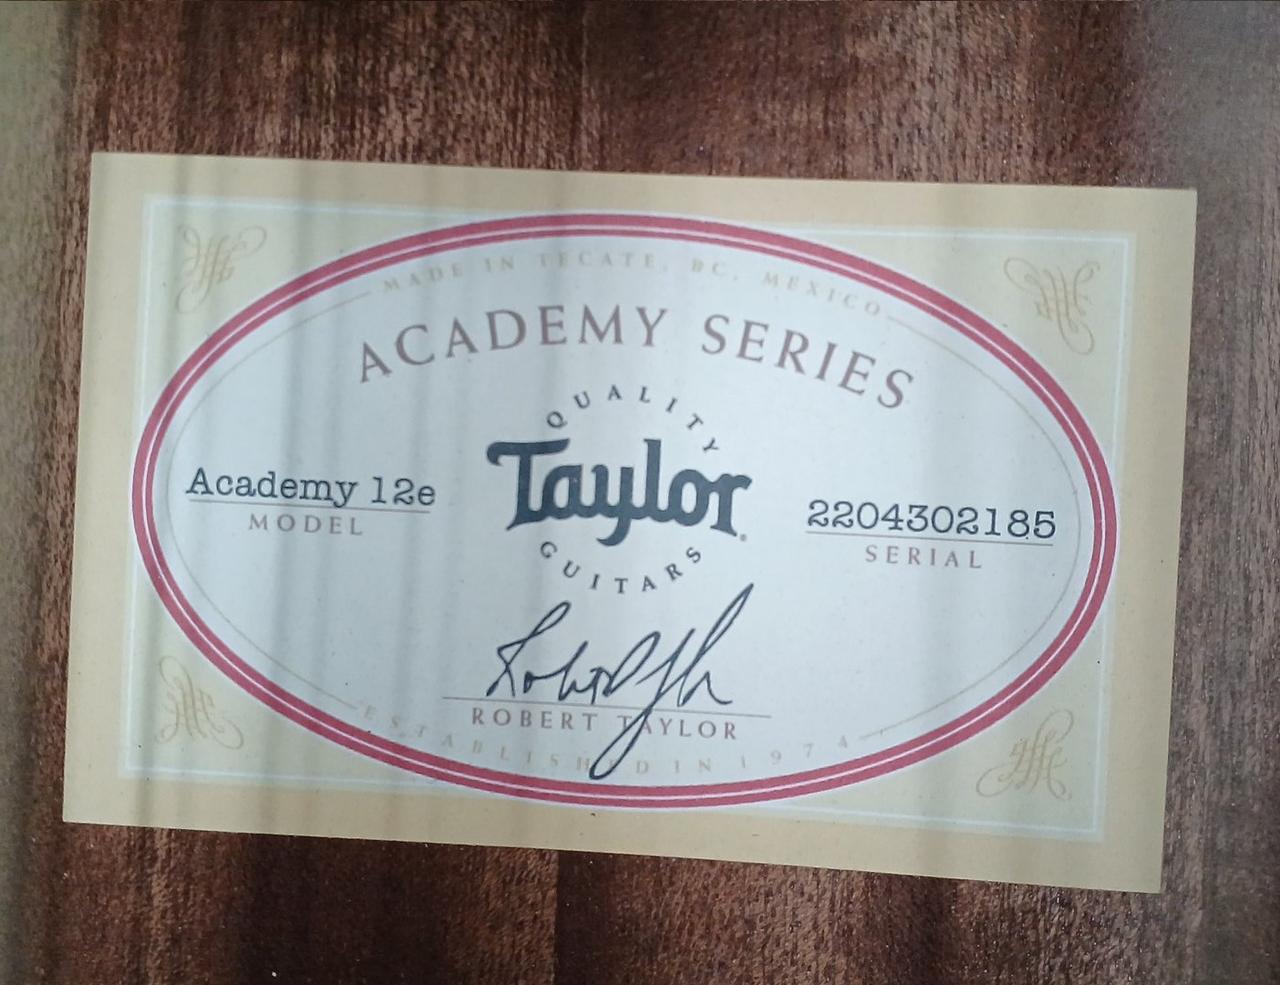 MADE IN TECATE, BC, MEXICO
ACADEMY SERIES
QUALITY
Taylor
GUITARS
Academy 12e
MODEL
2204302185
SERIAL
ROBERT TAYLOR
ESTABLISHED IN 1974